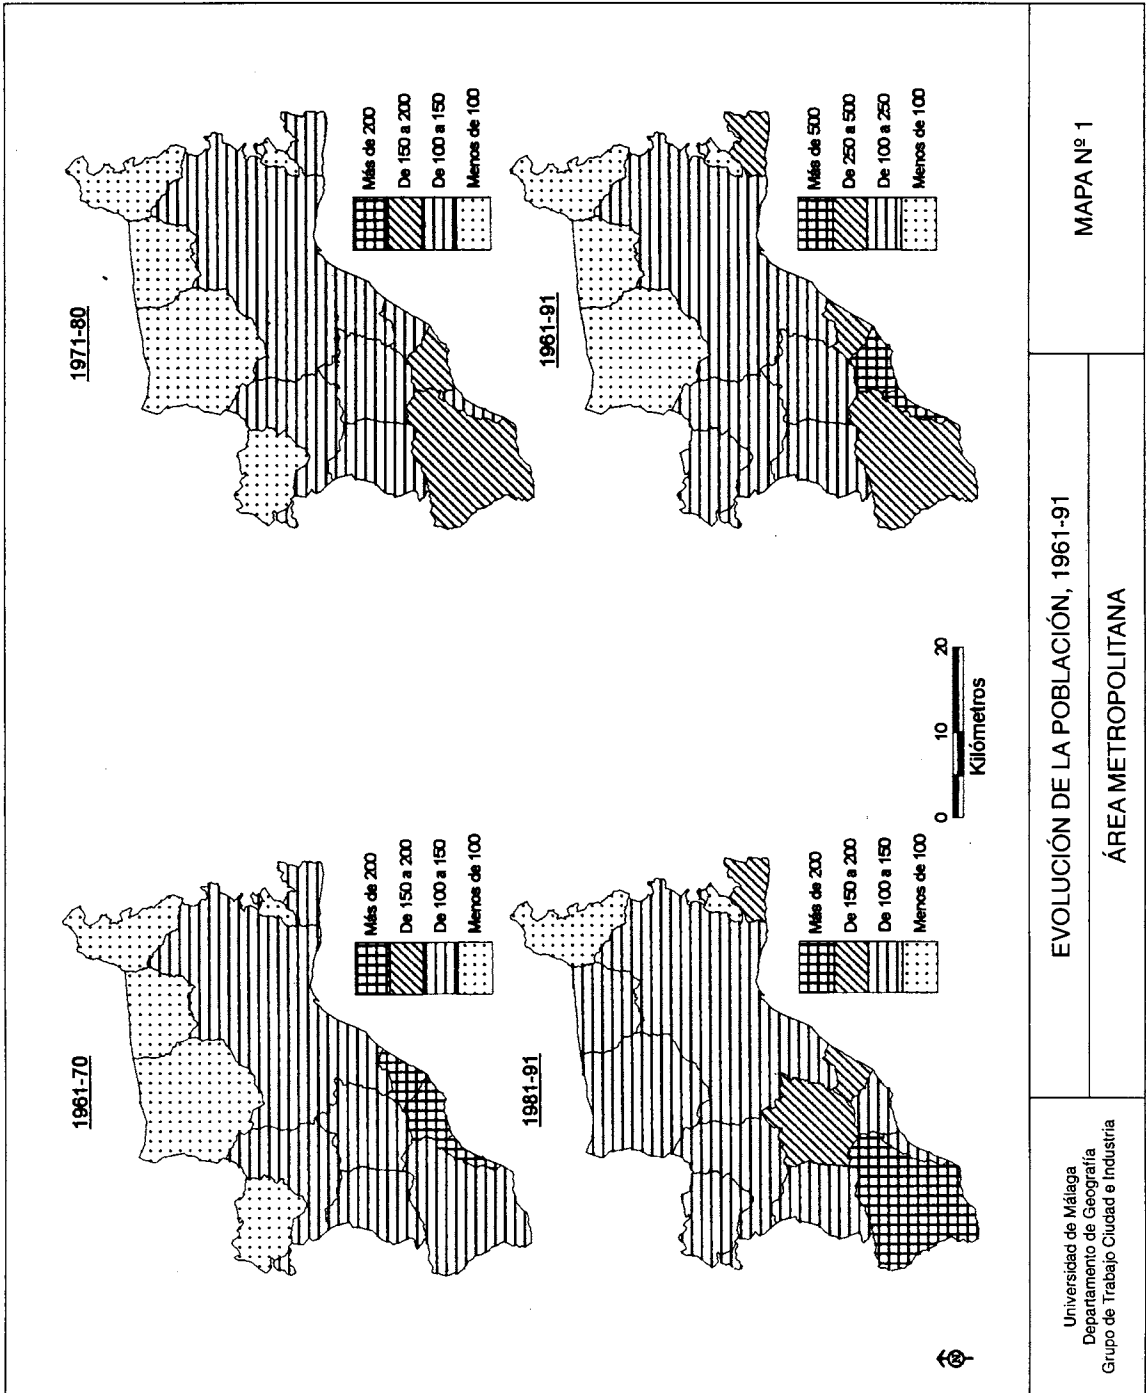 1961-70
Más de 200
De 150 a 200
De 100 a 150
Menos de 100
1971-80
Más de 200
De 150 a 200
De 100 a 150
Menos de 100
1981-91
Más de 200
De 150 a 200
De 100 a 150
Menos de 100
1961-91
Más de 500
De 250 a 500
De 100 a 250
Menos de 100
N
0 10 20
Kilómetros
Universidad de Málaga
Departamento de Geografía
Grupo de Trabajo Ciudad e Industria
EVOLUCIÓN DE LA POBLACIÓN, 1961-91
ÁREA METROPOLITANA
MAPA Nº 1